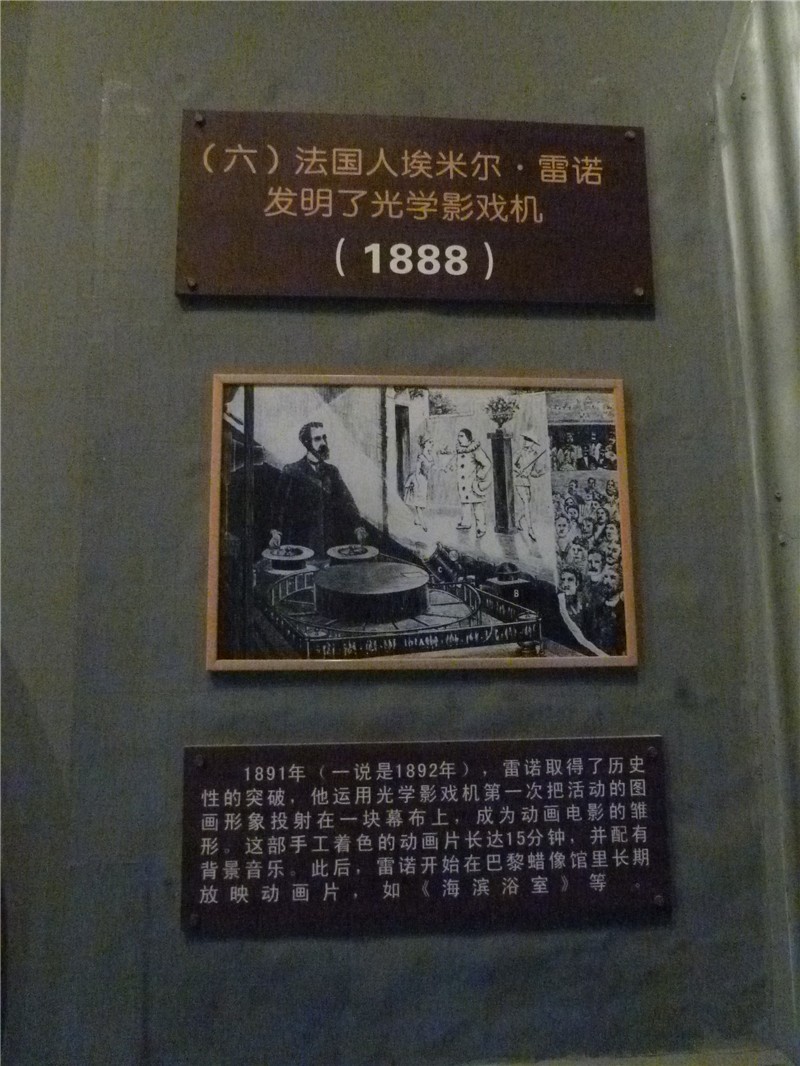 （六）法国人埃米尔·雷诺
发明了光学影戏机
（1888）
C
B
1891年（一说是1892年），雷诺取得了历史
性的突破，他运用光学影戏机第一次把活动的图
画形象投射在一块幕布上，成为动画电影的雏
形。这部手工着色的动画片长达15分钟，并配有
背景音乐。此后，雷诺开始在巴黎蜡像馆里长期
放映动画片，如《海滨浴室》等。